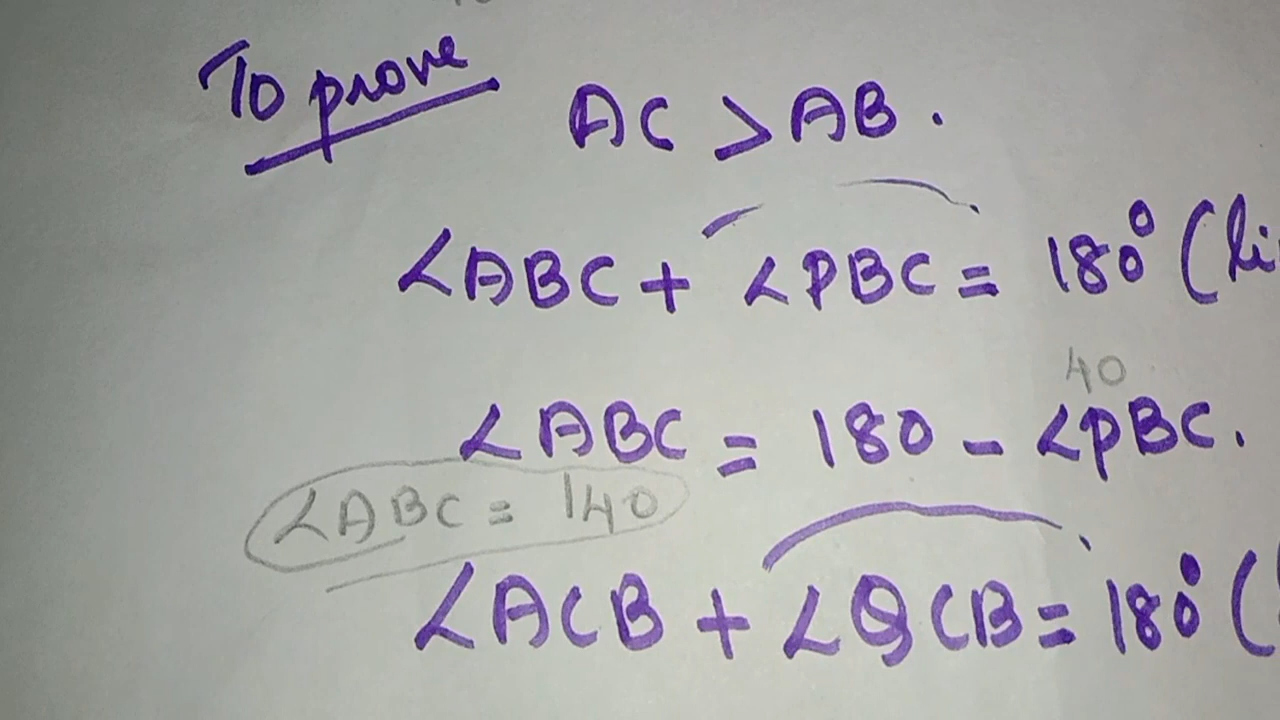 To prove AC > AB.
∠ABC + ∠PBC = 180° (li
40
∠ABC = 180 - ∠PBC.
∠ABC = 140
∠ACB + ∠QCB = 180° (